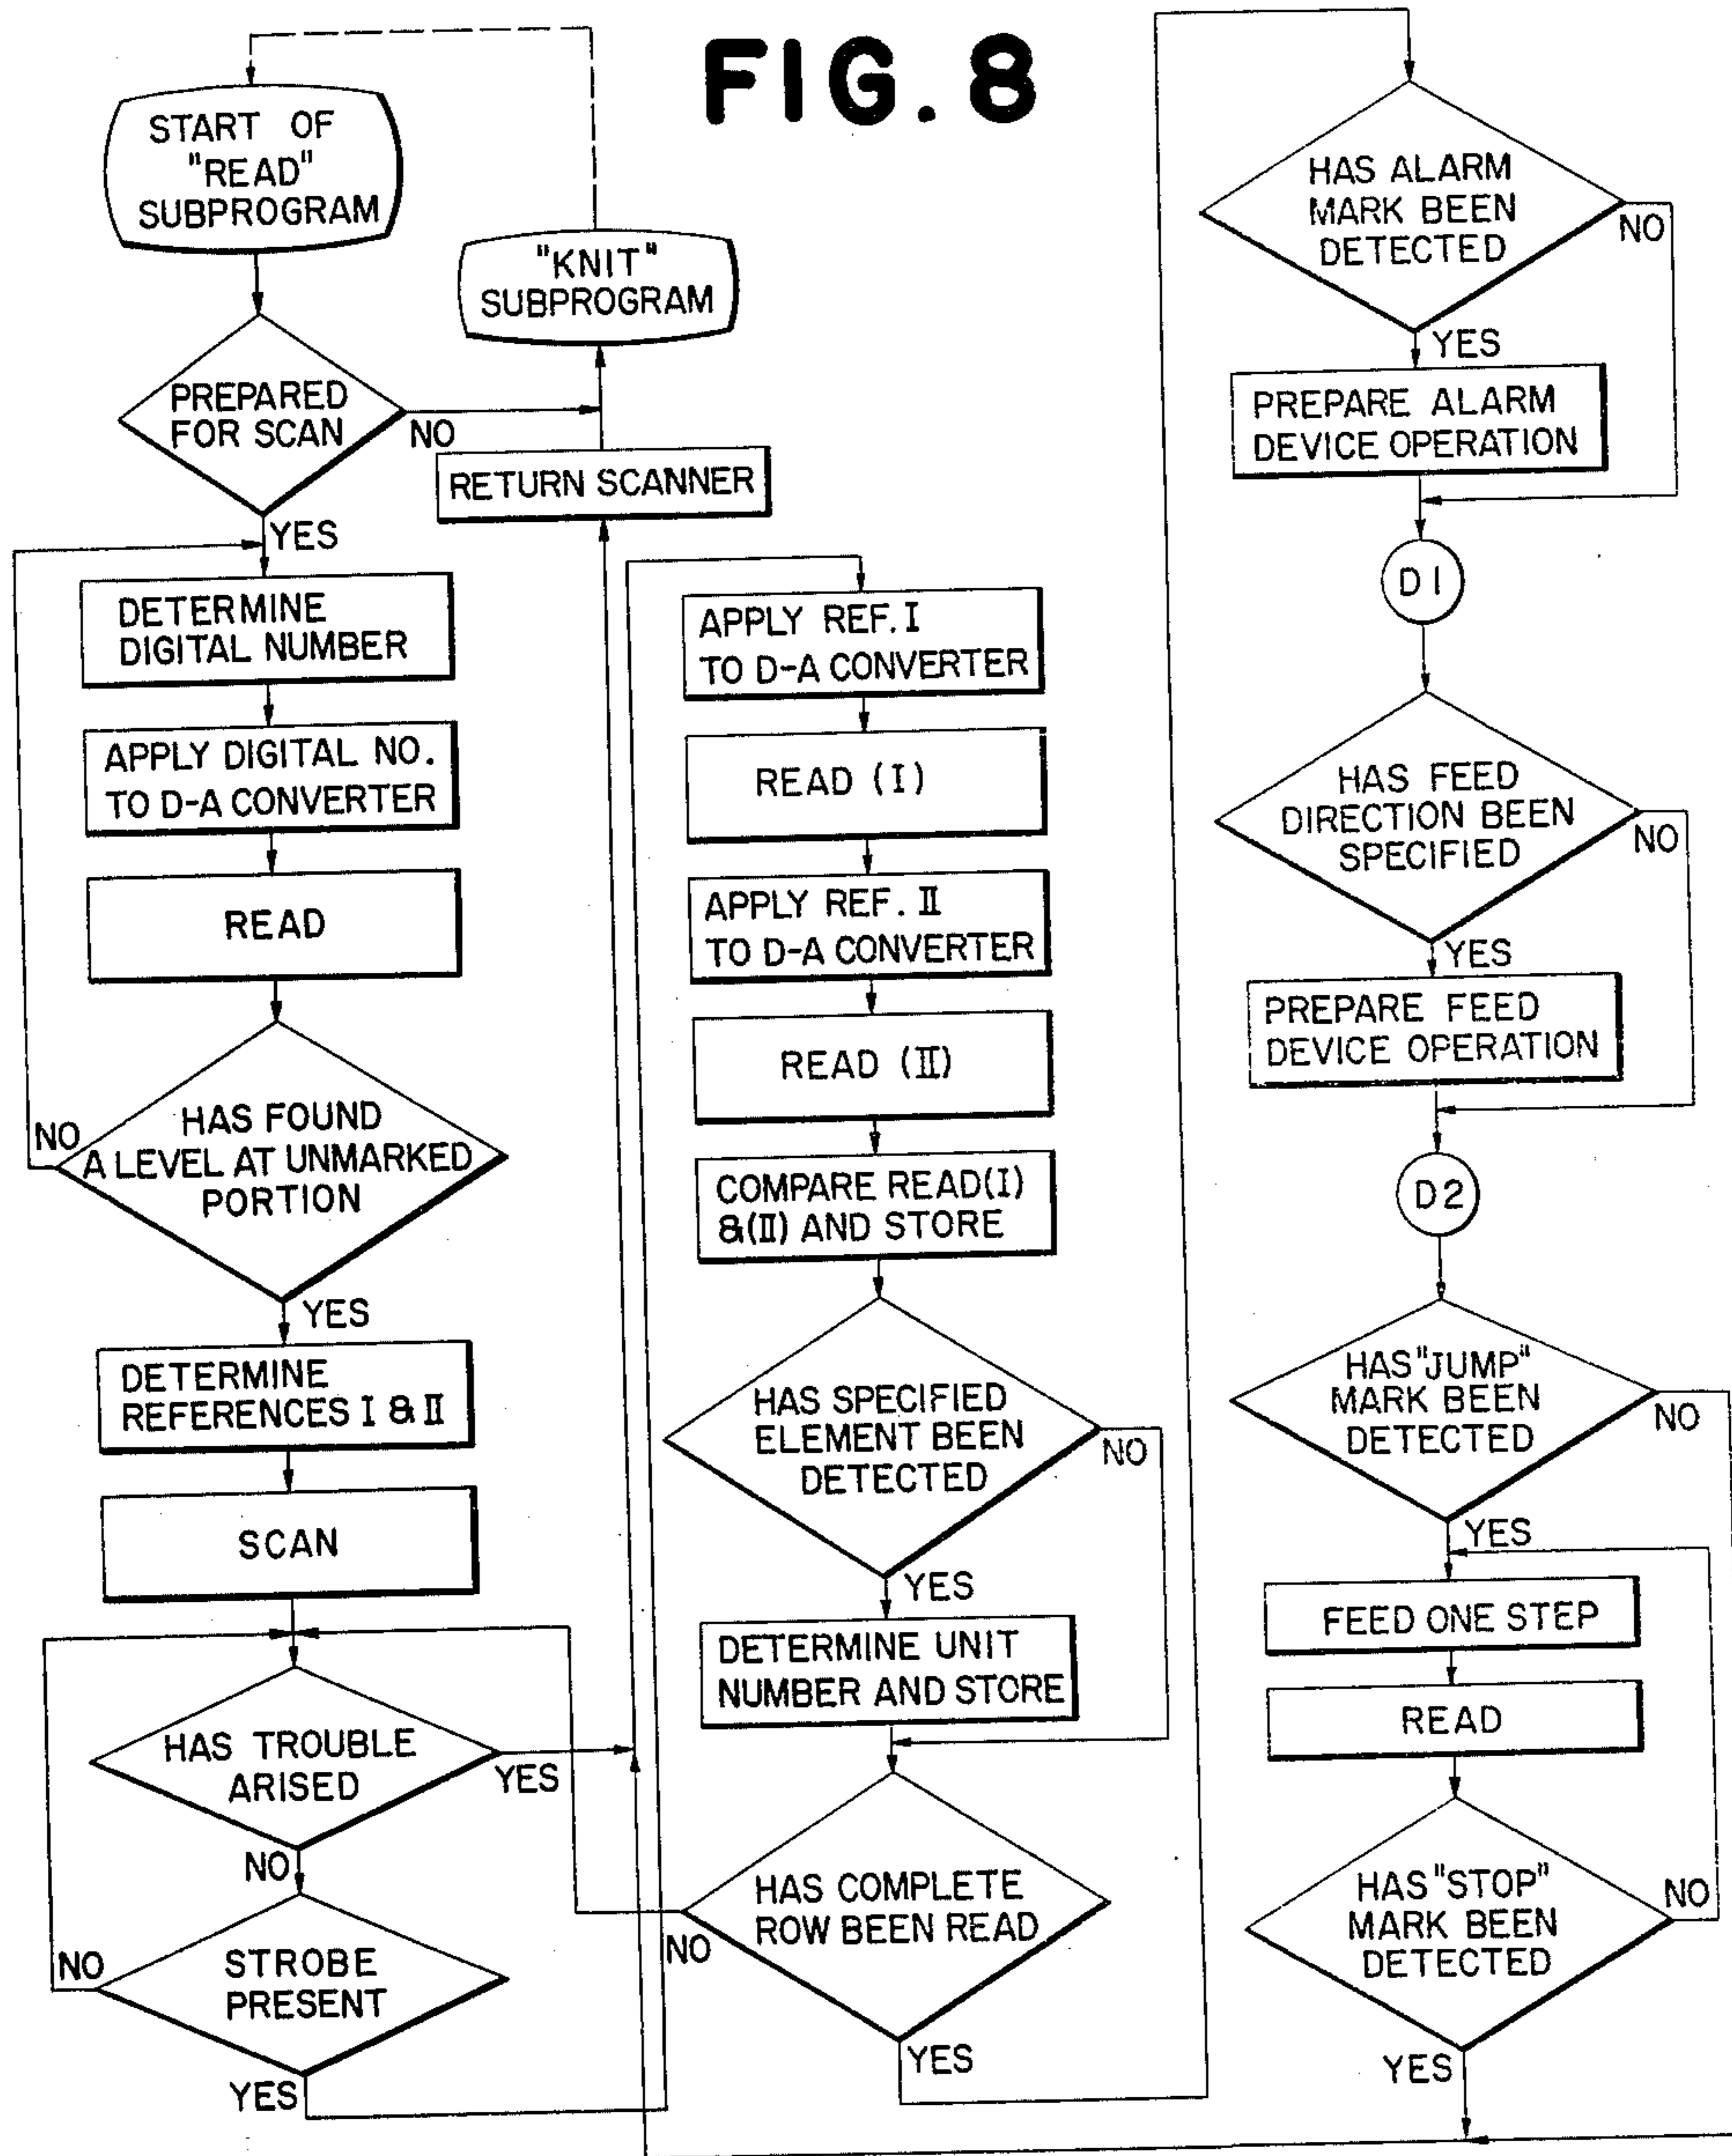 FIG. 8
START OF
"READ"
SUBPROGRAM
"KNIT"
SUBPROGRAM
PREPARED
FOR SCAN
NO
RETURN SCANNER
YES
DETERMINE
DIGITAL NUMBER
APPLY DIGITAL NO.
TO D-A CONVERTER
READ
HAS FOUND
A LEVEL AT UNMARKED
PORTION
NO
YES
DETERMINE
REFERENCES I & II
SCAN
HAS TROUBLE
ARISED
YES
NO
STROBE
PRESENT
NO
YES
APPLY REF. I
TO D-A CONVERTER
READ (I)
APPLY REF. II
TO D-A CONVERTER
READ (II)
COMPARE READ(I)
&(II) AND STORE
HAS SPECIFIED
ELEMENT BEEN
DETECTED
NO
YES
DETERMINE UNIT
NUMBER AND STORE
HAS COMPLETE
ROW BEEN READ
NO
YES
HAS ALARM
MARK BEEN
DETECTED
NO
YES
PREPARE ALARM
DEVICE OPERATION
D1
HAS FEED
DIRECTION BEEN
SPECIFIED
NO
YES
PREPARE FEED
DEVICE OPERATION
D2
HAS "JUMP"
MARK BEEN
DETECTED
NO
YES
FEED ONE STEP
READ
HAS "STOP"
MARK BEEN
DETECTED
NO
YES